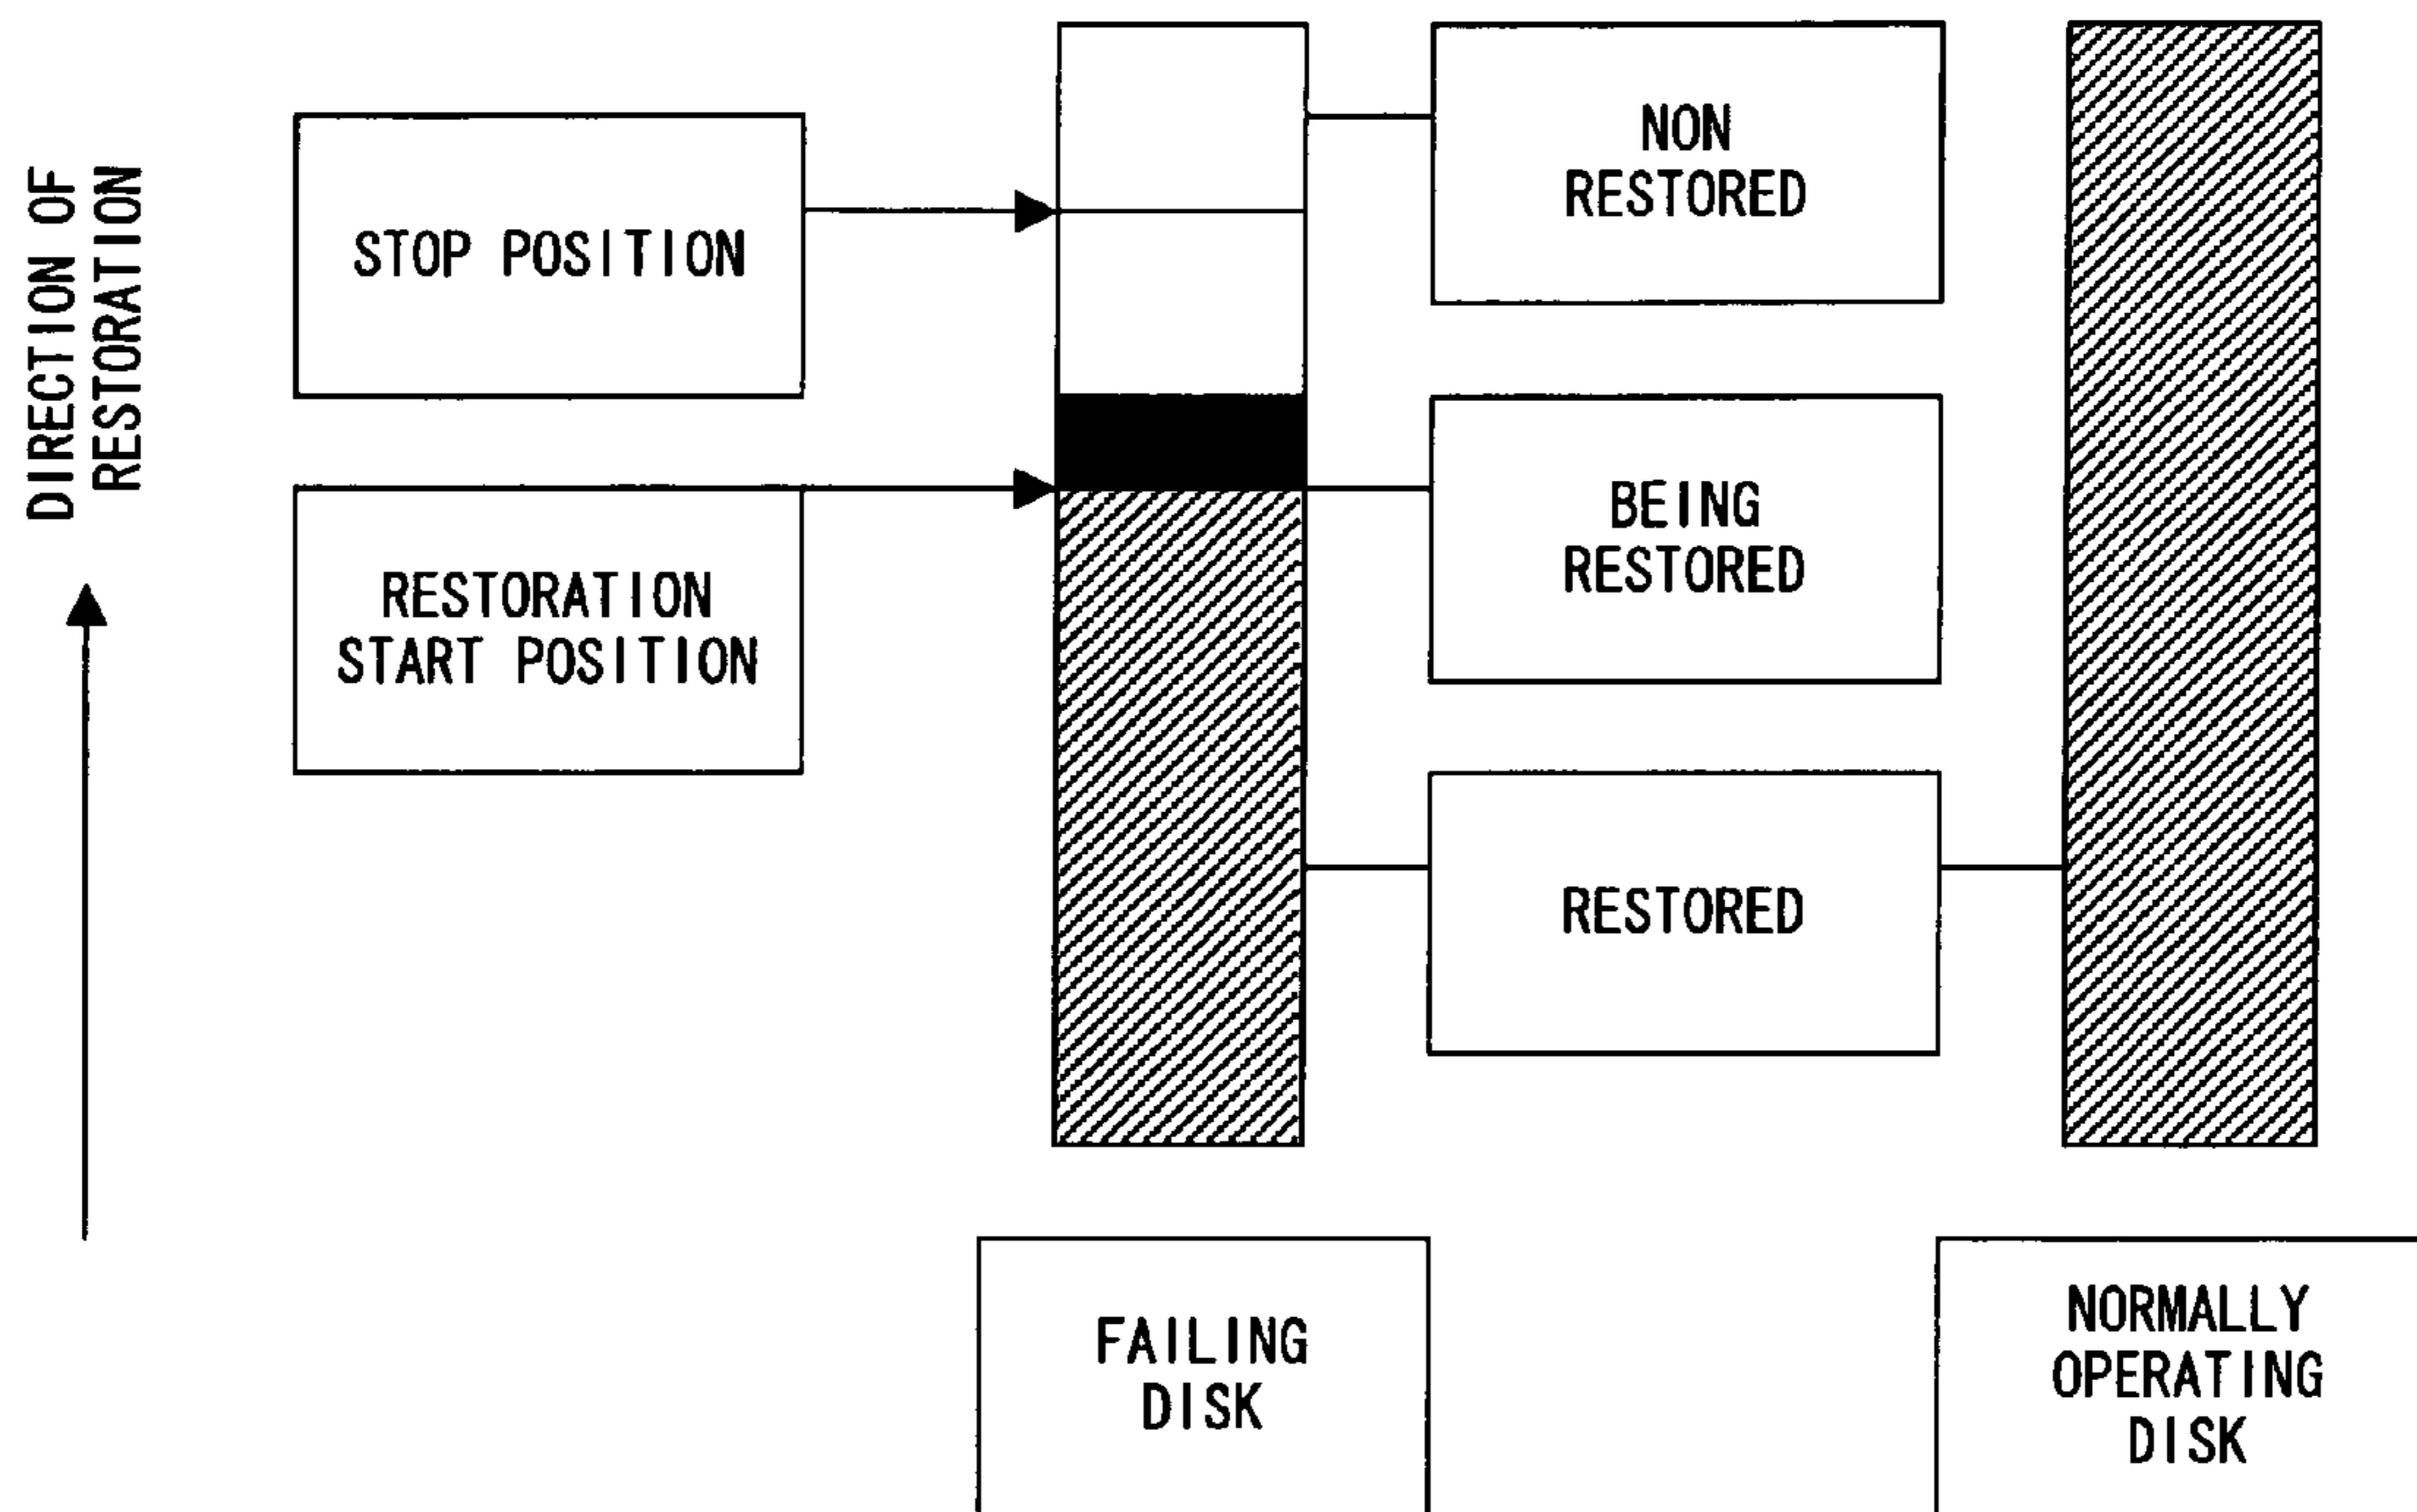 DIRECTION OF
RESTORATION
STOP POSITION
RESTORATION
START POSITION
NON
RESTORED
BEING
RESTORED
RESTORED
FAILING
DISK
NORMALLY
OPERATING
DISK